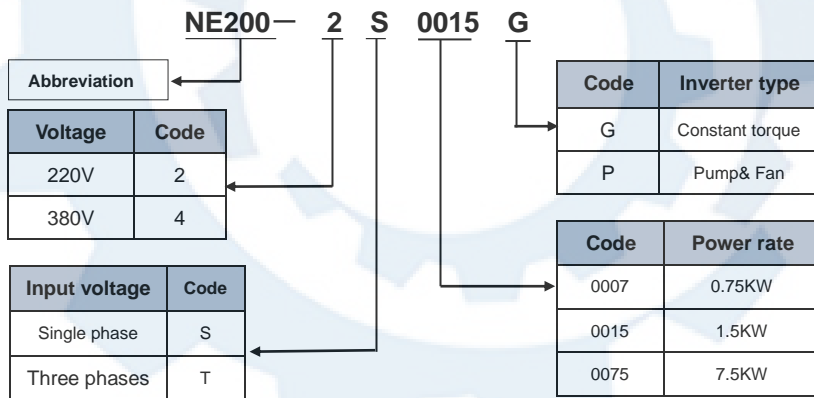 NE200— 2 S 0015 G
Abbreviation
Voltage Code
220V 2
380V 4
Input voltage Code
Single phase S
Three phases T
Code Inverter type
G Constant torque
P Pump& Fan
Code Power rate
0007 0.75KW
0015 1.5KW
0075 7.5KW